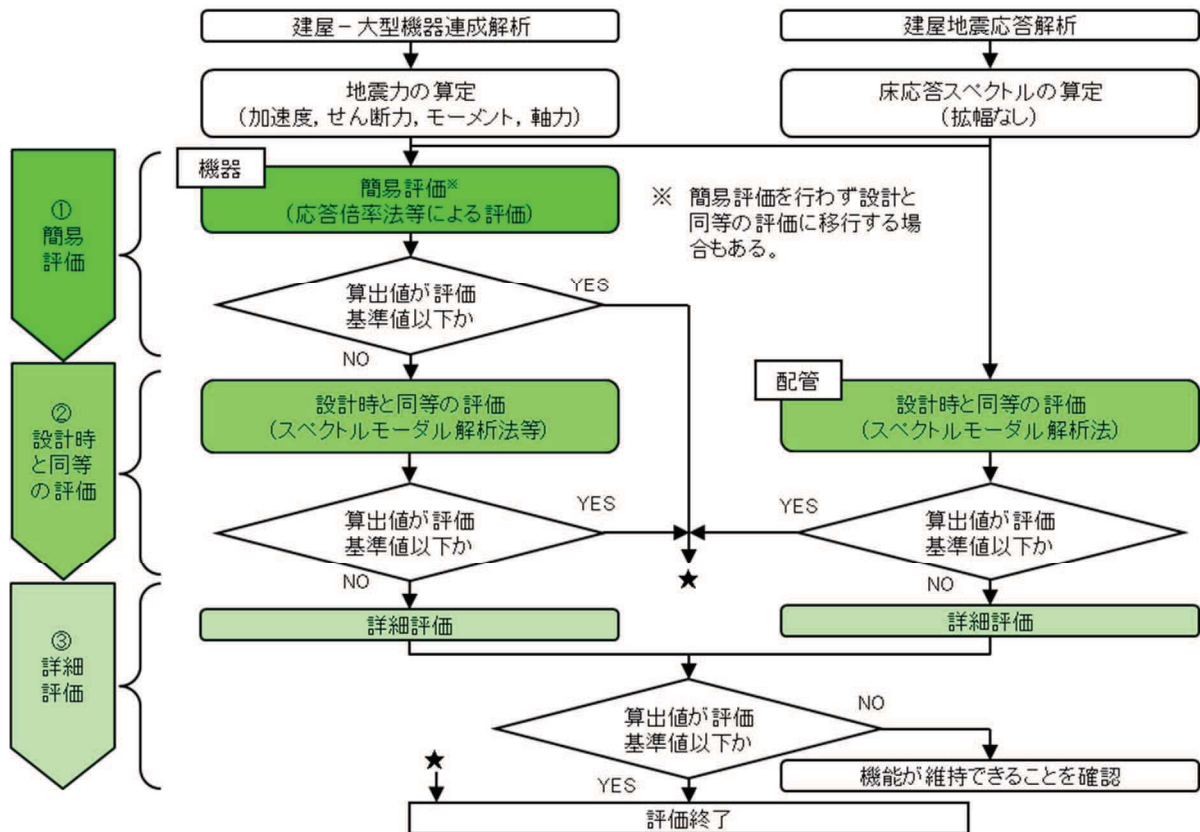 建屋－大型機器連成解析
建屋地震応答解析
地震力の算定
(加速度, せん断力, モーメント, 軸力)
床応答スペクトルの算定
(拡幅なし)
①
簡易
評価
機器
簡易評価※
(応答倍率法等による評価)
※ 簡易評価を行わず設計と
同等の評価に移行する場
合もある。
算出値が評価
基準値以下か
YES
NO
②
設計時
と同等
の評価
設計時と同等の評価
(スペクトルモーダル解析法等)
配管
設計時と同等の評価
(スペクトルモーダル解析法)
算出値が評価
基準値以下か
YES
NO
★
YES
算出値が評価
基準値以下か
NO
③
詳細
評価
詳細評価
詳細評価
算出値が評価
基準値以下か
NO
YES
機能が維持できることを確認
★
評価終了